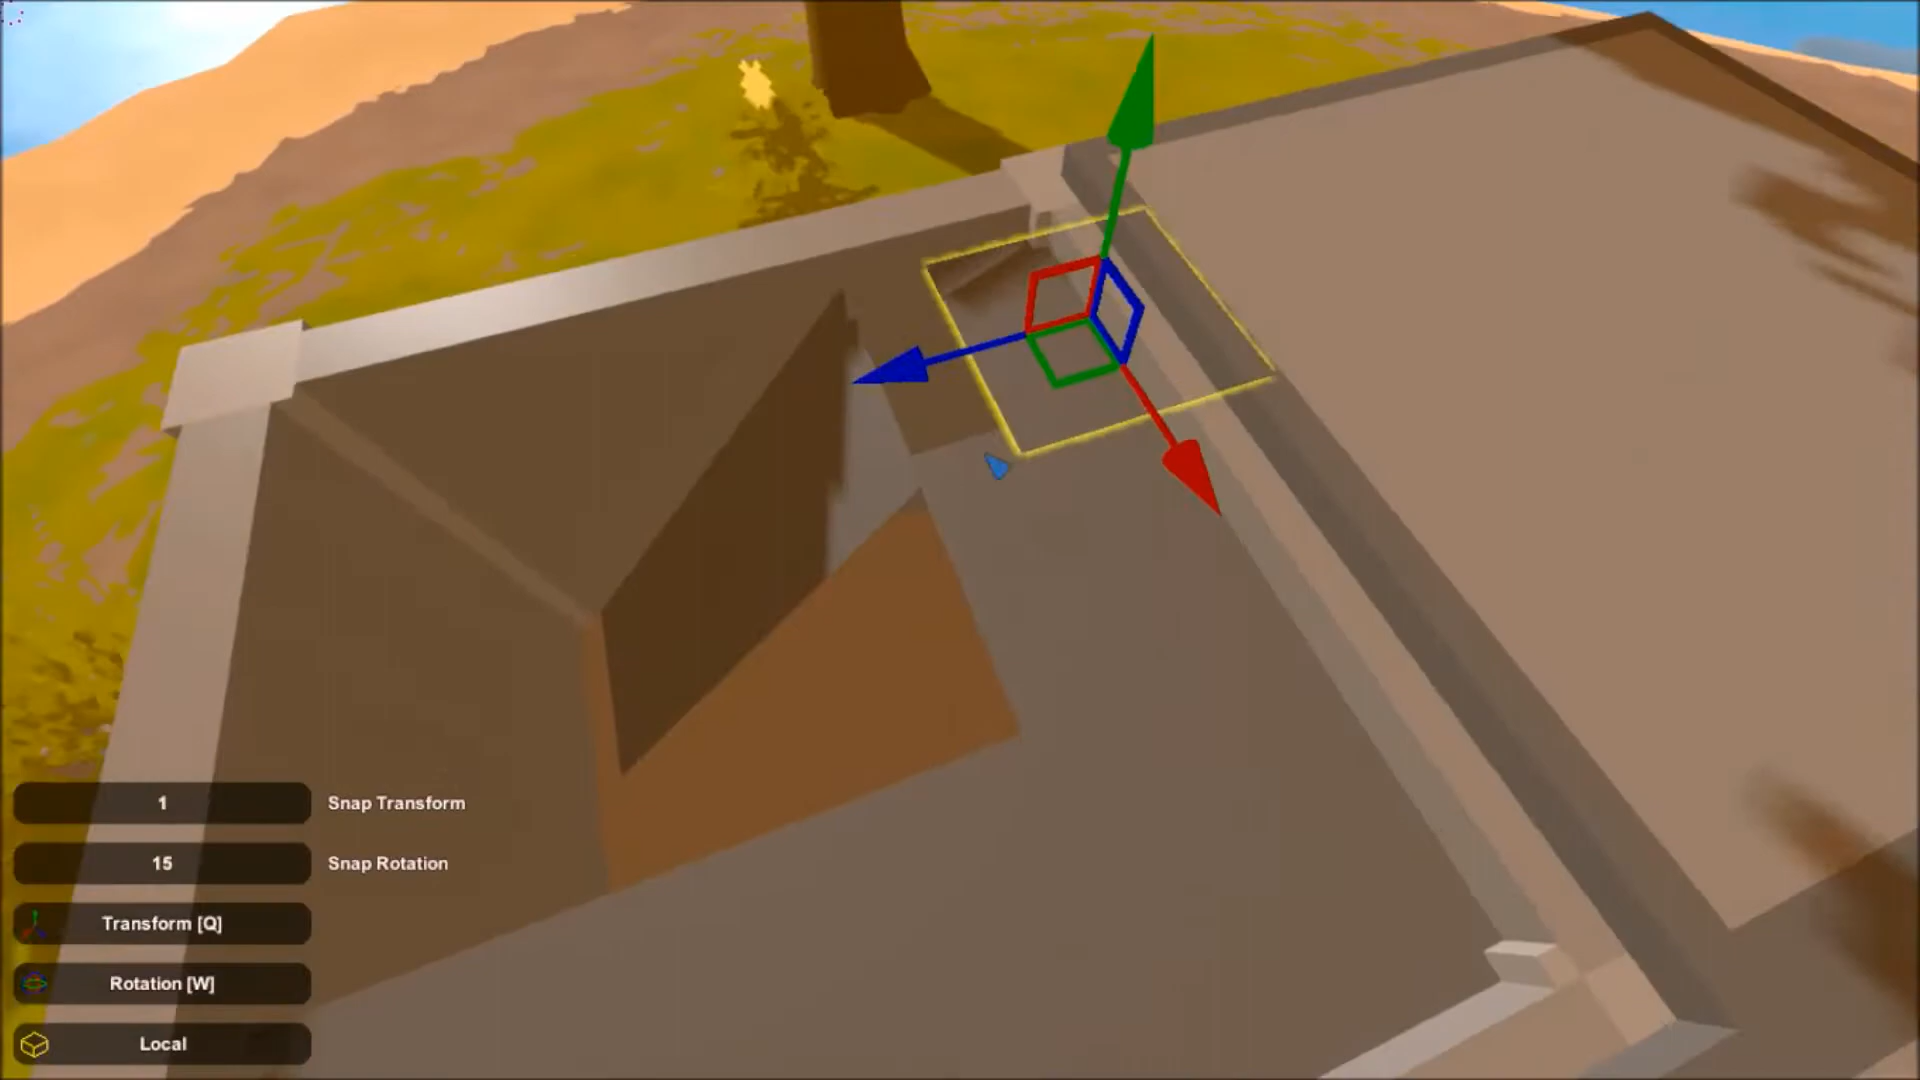 1
Snap Transform
15
Snap Rotation
Transform [Q]
Rotation [W]
Local